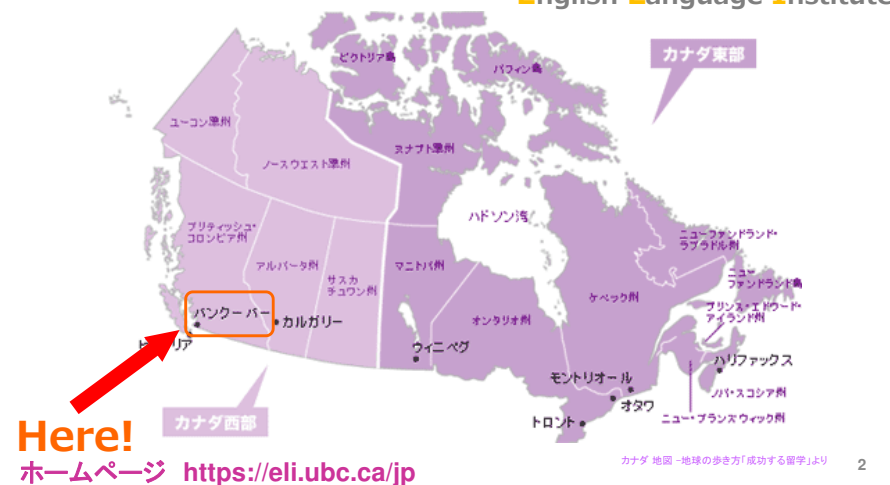 English Language Institute
ビクトリア島
バフィン島
カナダ東部
ユーコン準州
ヌナブト準州
ノースウエスト準州
ハドソン湾
ブリティッシュ・
コロンビア州
ニューファンドランド・
ラブラドル州
アルバータ州
マニトバ州
サスカ
チュワン州
ニュー
ファンドランド島
ケベック州
プリンス・エドワード・
アイランド州
バンクーバー
カルガリー
オンタリオ州
ウィニペグ
ハリファックス
モントリオール
ノバ・スコシア州
オタワ
トロント
ニュー・ブランズウィック州
カナダ西部
Here!
ホームページ https://eli.ubc.ca/jp
カナダ 地図 –地球の歩き方「成功する留学」より
2